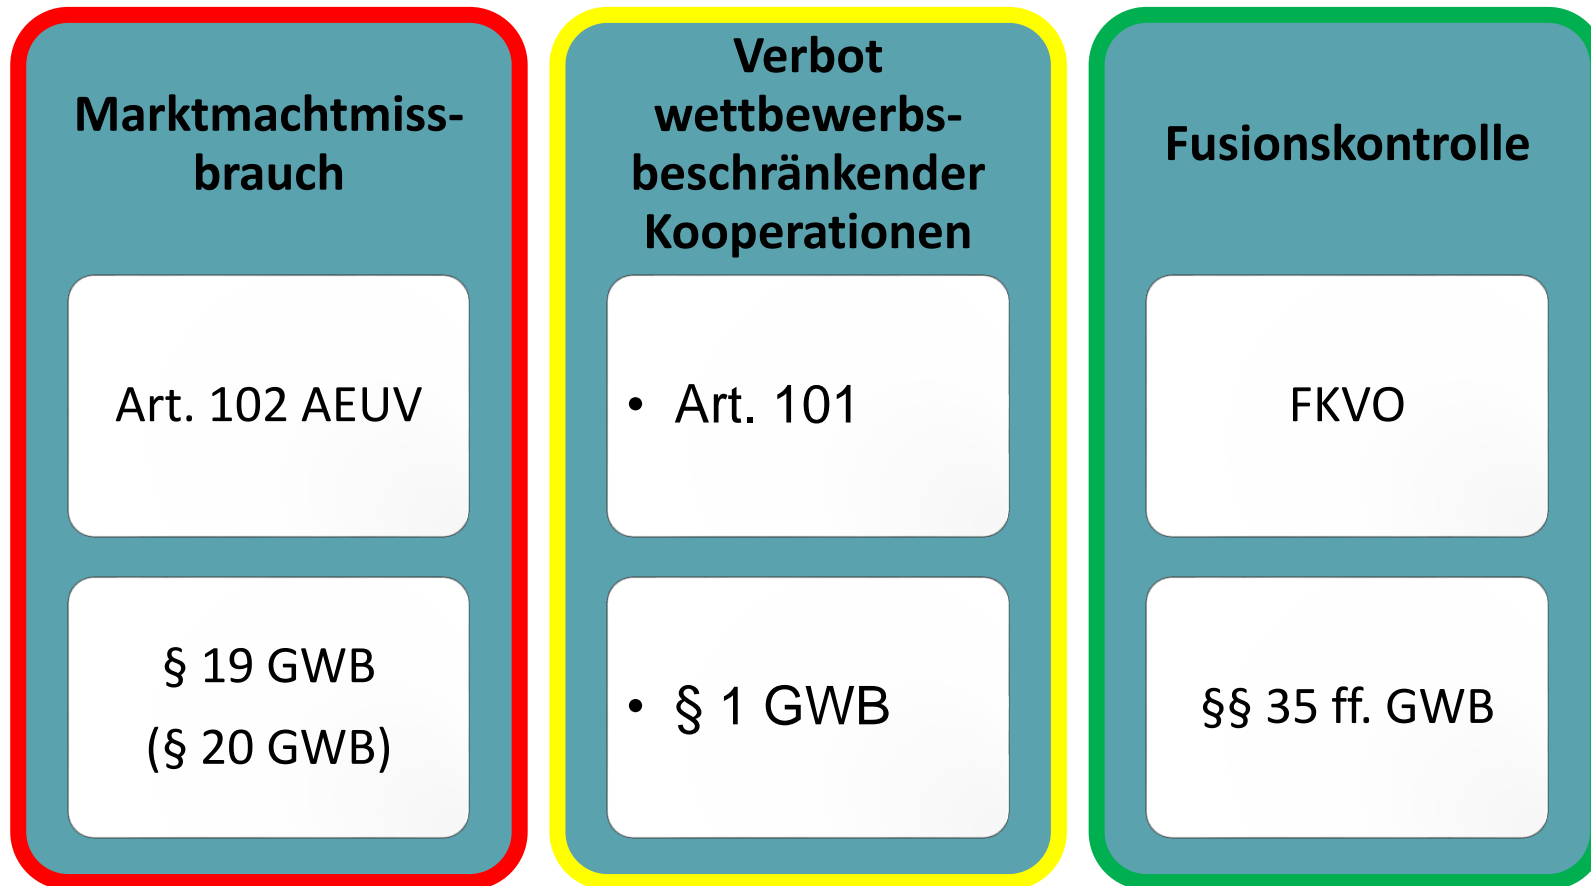 Marktmachtmiss-
brauch
Art. 102 AEUV
§ 19 GWB
(§ 20 GWB)
Verbot
wettbewerbs-
beschränkender
Kooperationen
• Art. 101
• § 1 GWB
Fusionskontrolle
FKVO
§§ 35 ff. GWB